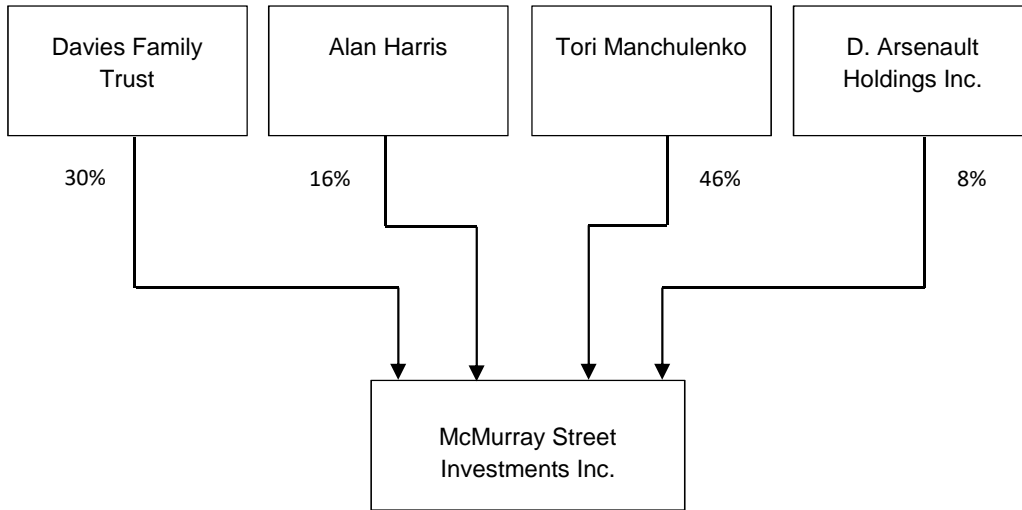 Davies Family
Trust
Alan Harris
Tori Manchulenko
D. Arsenault
Holdings Inc.
30%
16%
46%
8%
McMurray Street
Investments Inc.